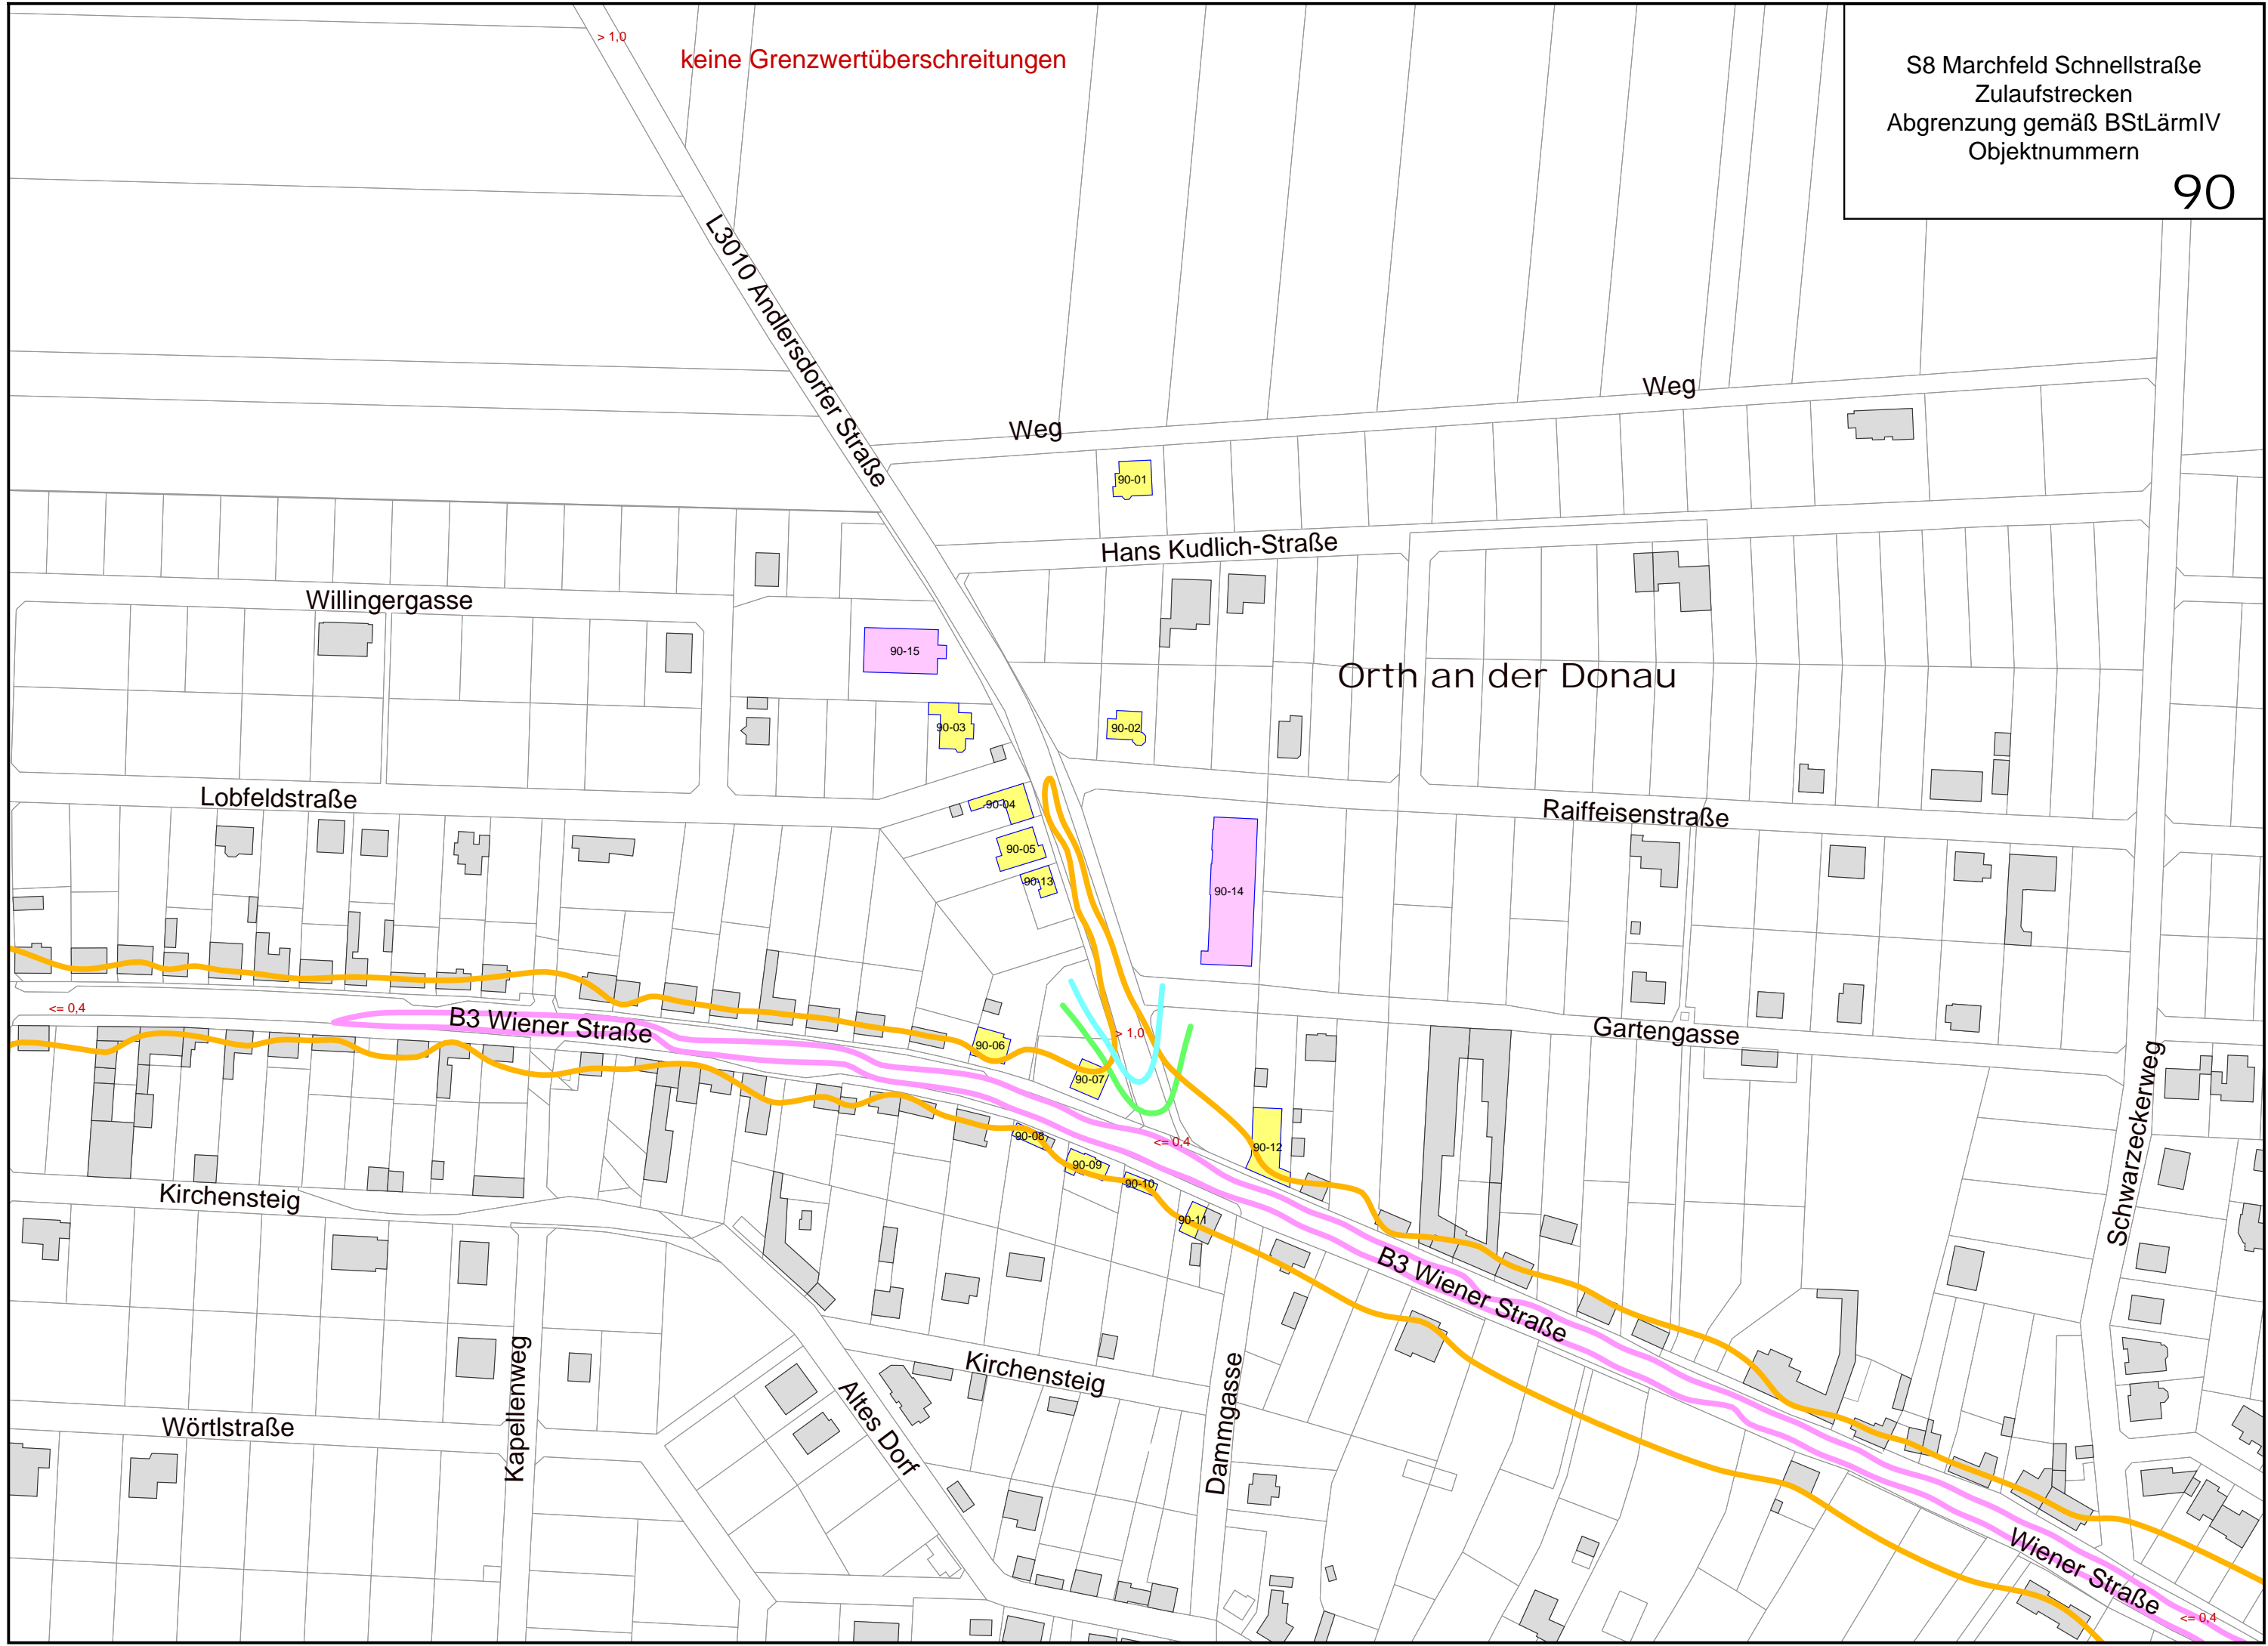 > 1,0
keine Grenzwertüberschreitungen
S8 Marchfeld Schnellstraße
Zulaufstrecken
Abgrenzung gemäß BStLärmIV
Objektnummern
90
L3010 Andlersdorfer Straße
Weg
Weg
90-01
Hans Kudlich-Straße
Willingergasse
90-15
Orth an der Donau
90-03
90-02
Lobfeldstraße
90-04
Raiffeisenstraße
90-05
90-13
90-14
<= 0,4
B3 Wiener Straße
> 1,0
Gartengasse
90-06
90-07
90-08
<= 0,4
90-12
90-09
90-10
Schwarzeckerweg
Kirchensteig
90-11
B3 Wiener Straße
Kapellenweg
Kirchensteig
Dammgasse
Altes Dorf
Wörtlstraße
Wiener Straße
<= 0,4